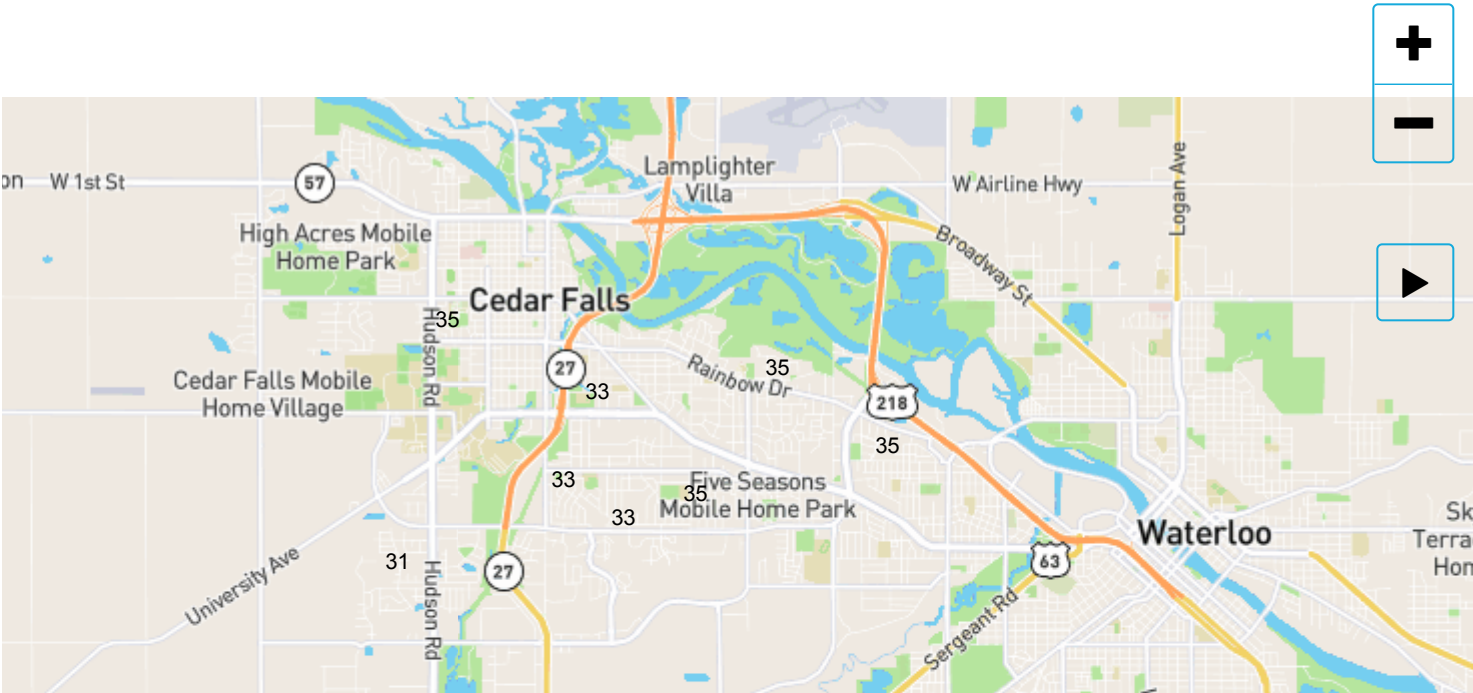 +
−
Lamplighter
Villa
Logan Ave
on
W 1st St
57
W Airline Hwy
High Acres Mobile
Home Park
Broadway St
Cedar Falls
Hudson Rd
35
27
Rainbow Dr
35
Cedar Falls Mobile
Home Village
33
218
35
33
Five Seasons
35
Mobile Home Park
33
Waterloo
Sk
Terra
Hom
31
University Ave
27
Hudson Rd
63
Sergeant Rd